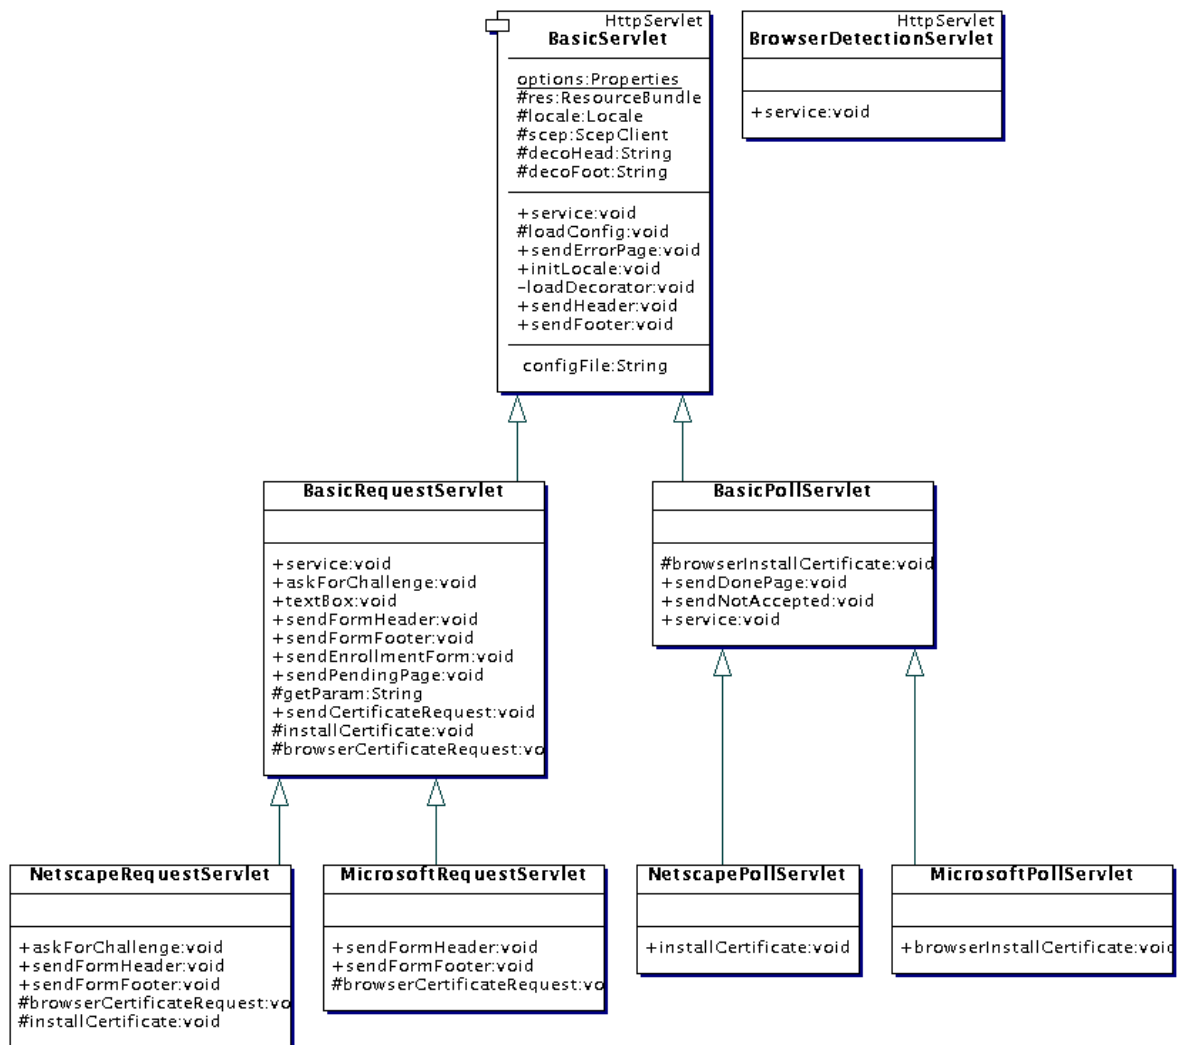 HttpServlet
BasicServlet
options:Properties
#res:ResourceBundle
#locale:Locale
#scep:ScepClient
#decoHead:String
#decoFoot:String
+service:void
#loadConfig:void
+sendErrorPage:void
+initLocale:void
-loadDecorator:void
+sendHeader:void
+sendFooter:void
configFile:String
HttpServlet
BrowserDetectionServlet
+service:void
BasicRequestServlet
+service:void
+askForChallenge:void
+textBox:void
+sendFormHeader:void
+sendFormFooter:void
+sendEnrollmentForm:void
+sendPendingPage:void
#getParam:String
+sendCertificateRequest:void
#installCertificate:void
#browserCertificateRequest:vo
BasicPollServlet
#browserInstallCertificate:void
+sendDonePage:void
+sendNotAccepted:void
+service:void
NetscapeRequestServlet
+askForChallenge:void
+sendFormHeader:void
+sendFormFooter:void
#browserCertificateRequest:vo
#installCertificate:void
MicrosoftRequestServlet
+sendFormHeader:void
+sendFormFooter:void
#browserCertificateRequest:vo
NetscapePollServlet
+installCertificate:void
MicrosoftPollServlet
+browserInstallCertificate:void